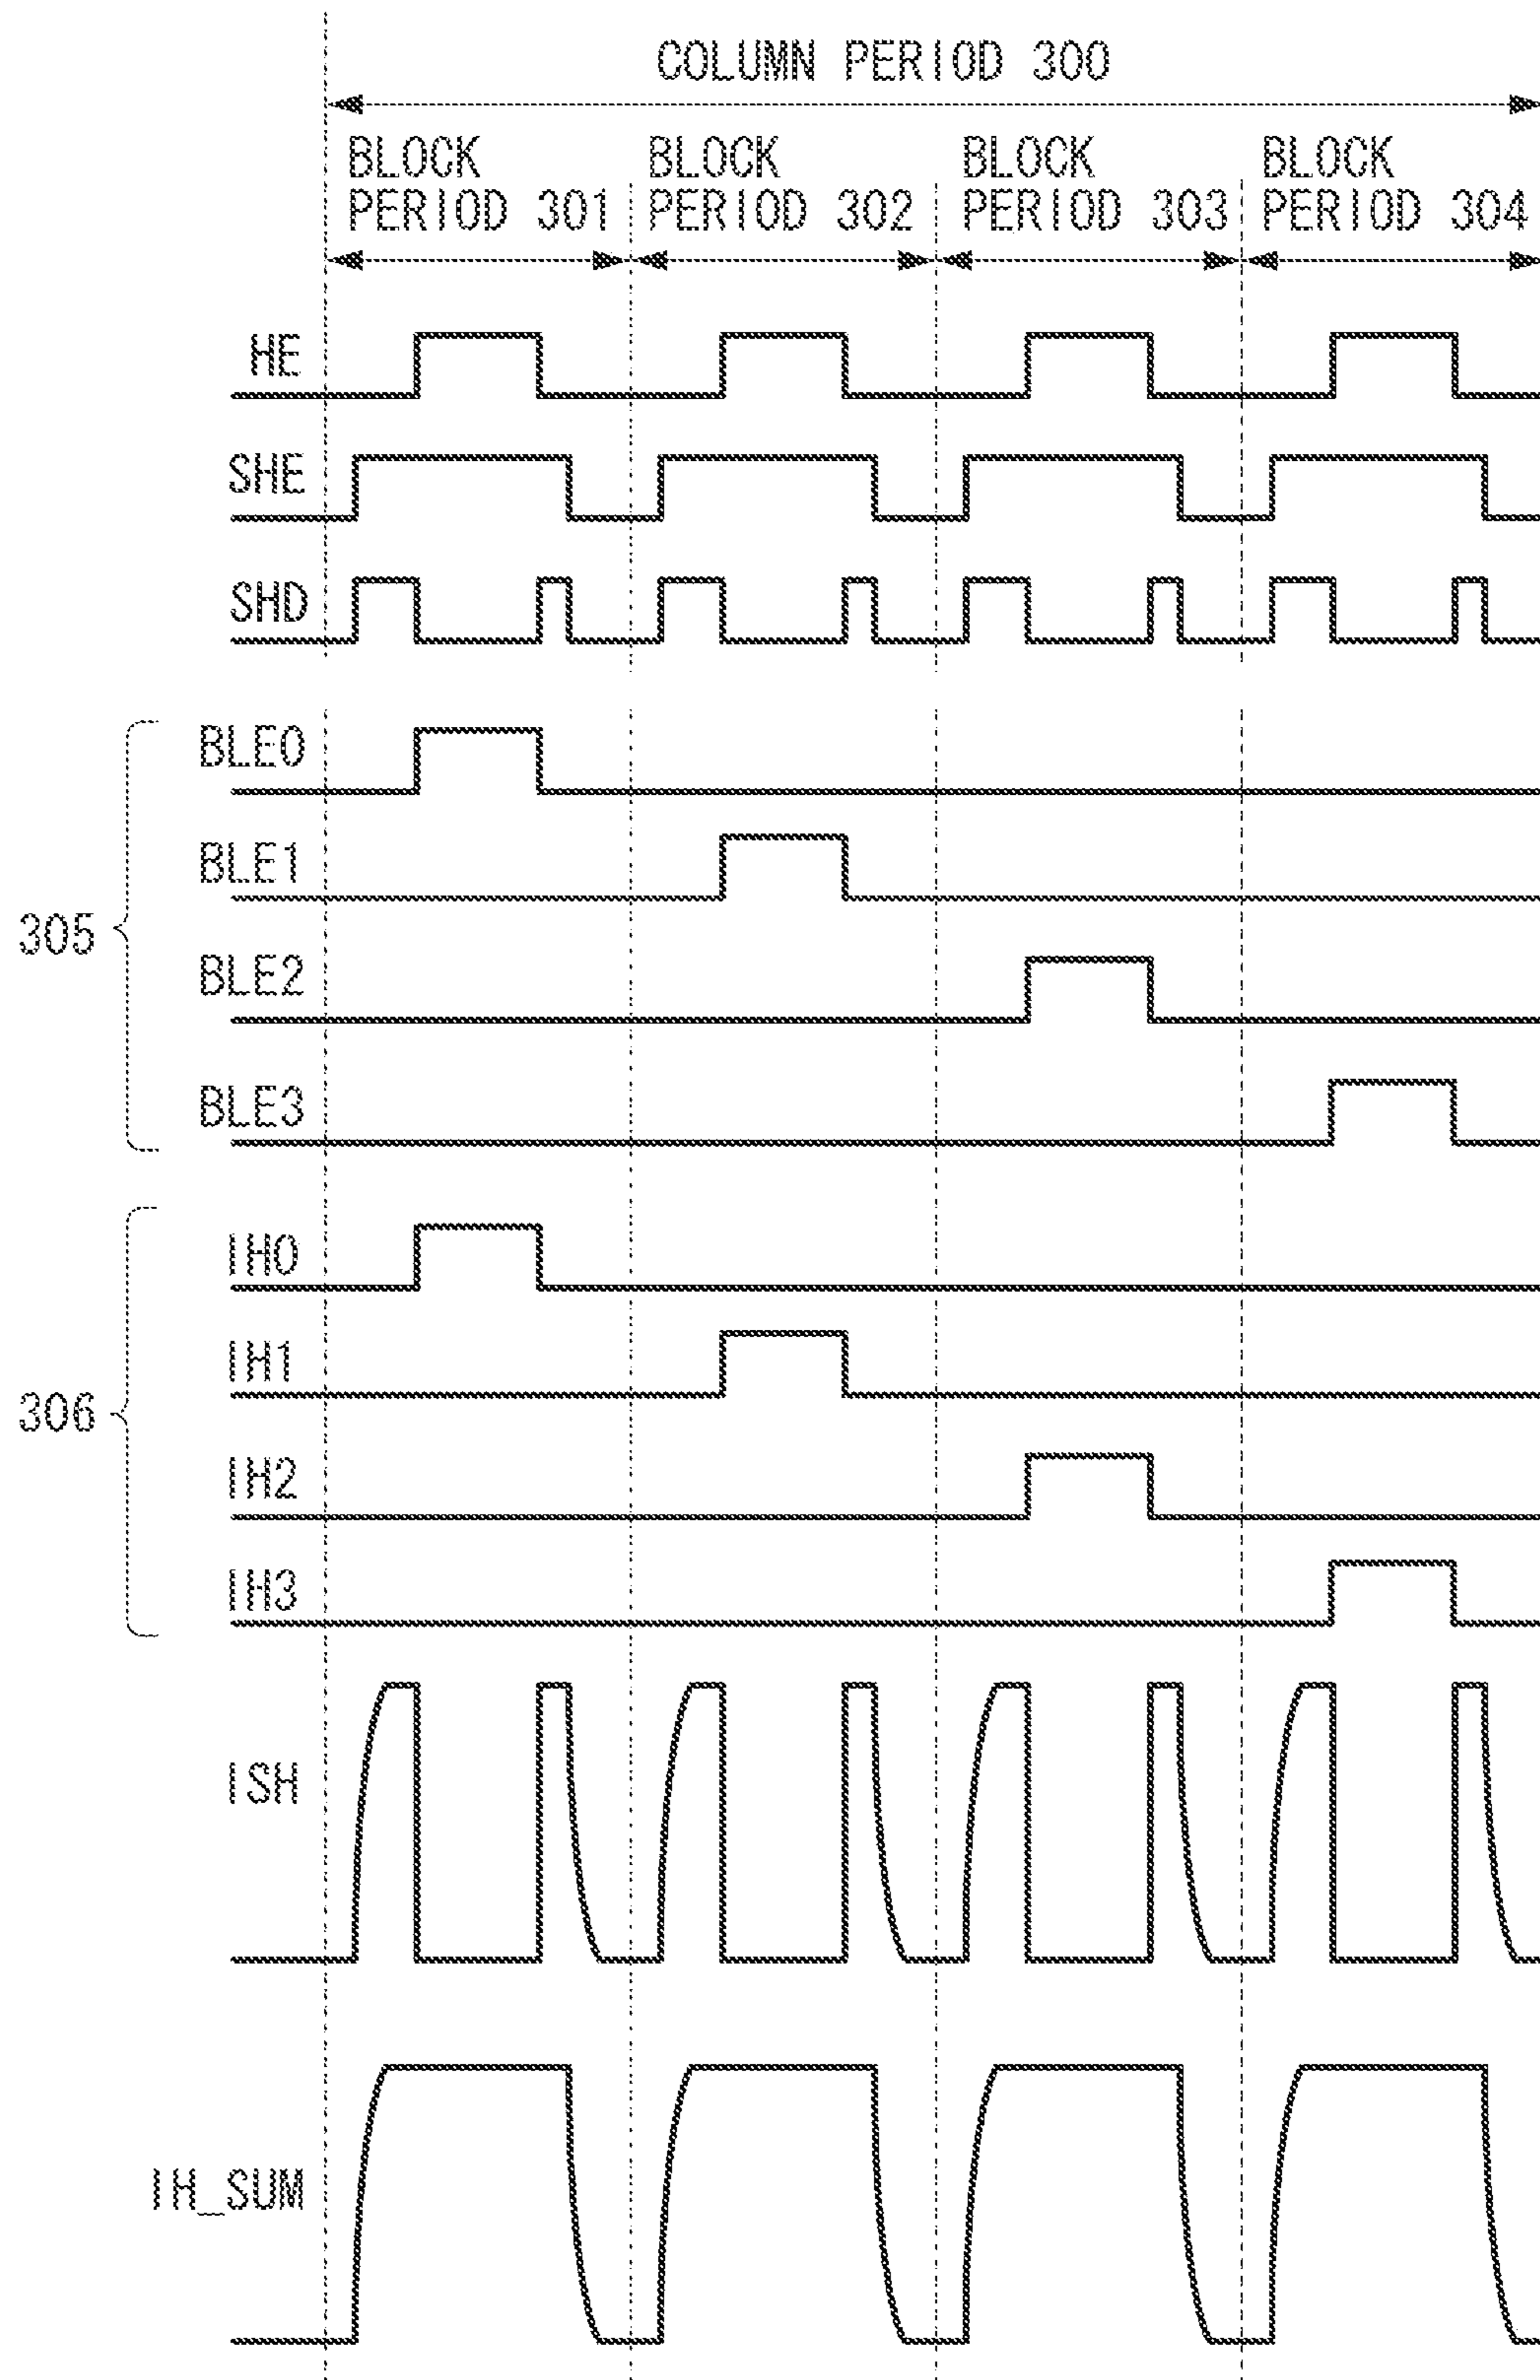 COLUMN PERIOD 300
BLOCK
PERIOD 301
BLOCK
PERIOD 302
BLOCK
PERIOD 303
BLOCK
PERIOD 304
HE
SHE
SHD
BLE0
BLE1
305
BLE2
BLE3
IH0
IH1
306
IH2
IH3
ISH
IH_SUM